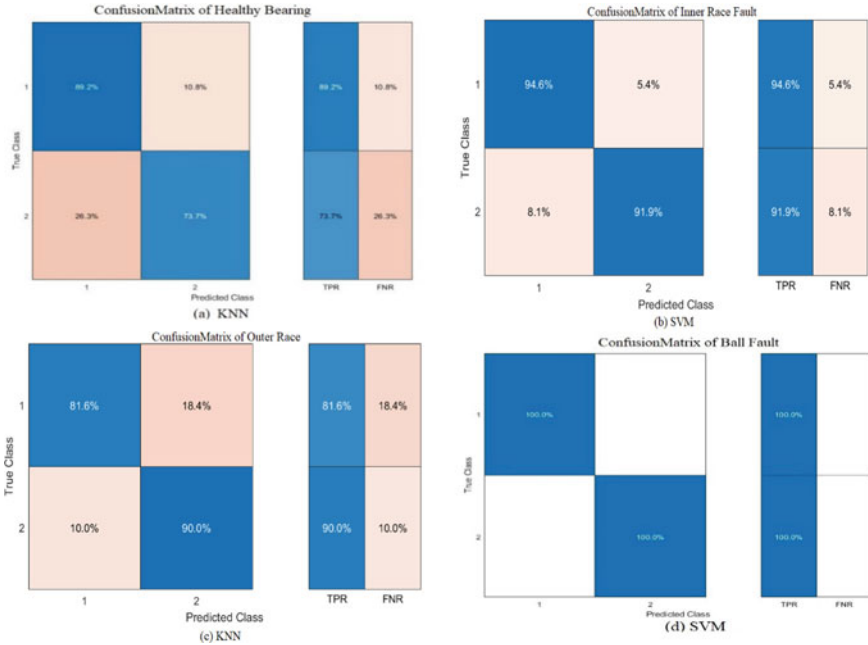 ConfusionMatrix of Healthy Bearing
1
89.2%
10.8%
89.2%
10.8%
True Class
2
26.3%
73.7%
73.7%
26.3%
1
2
TPR
FNR
Predicted Class
(a) KNN
ConfusionMatrix of Inner Race Fault
1
94.6%
5.4%
94.6%
5.4%
True Class
2
8.1%
91.9%
91.9%
8.1%
1
2
TPR
FNR
Predicted Class
(b) SVM
ConfusionMatrix of Outer Race
1
81.6%
18.4%
81.6%
18.4%
True Class
2
10.0%
90.0%
90.0%
10.0%
1
2
TPR
FNR
Predicted Class
(c) KNN
ConfusionMatrix of Ball Fault
1
100.0%
100.0%
True Class
2
100.0%
100.0%
1
2
TPR
FNR
Predicted Class
(d) SVM